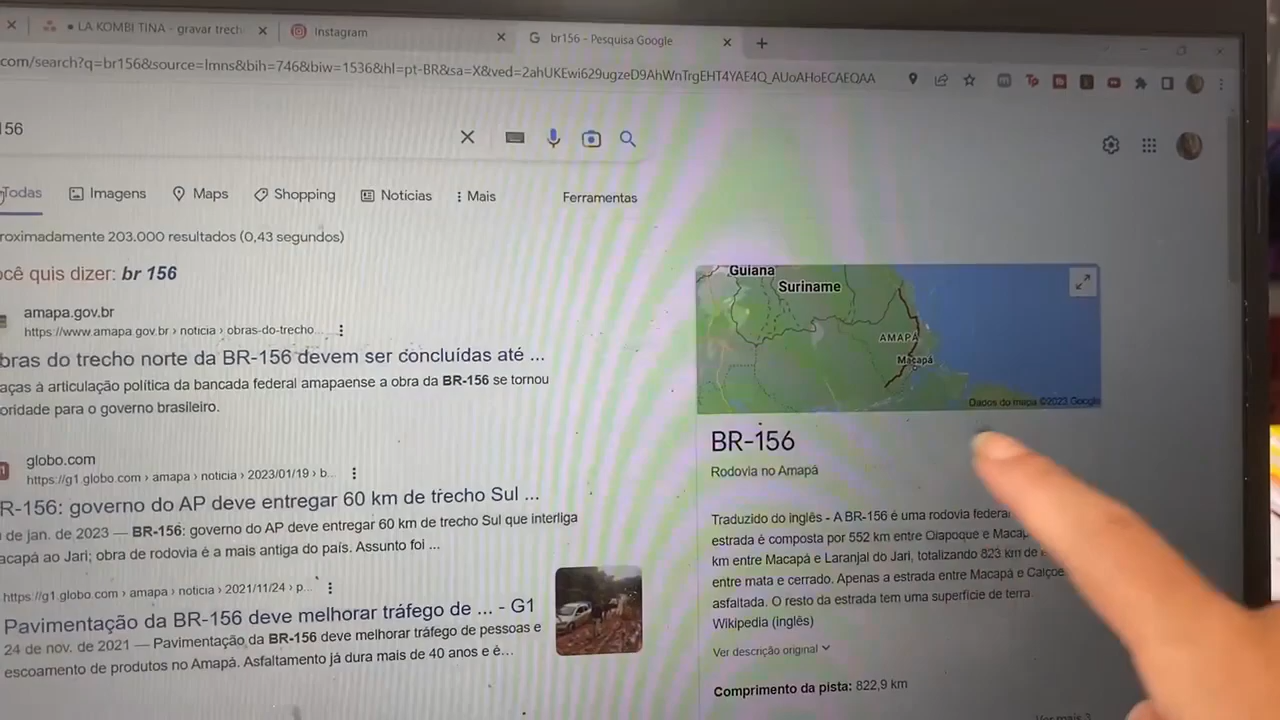 LA KOMBI TINA - gravar trech
Instagram
br156 - Pesquisa Google
com/search?q=br156&source=lmns&bih=746&biw=1536&hl=pt-BR&sa=X&ved=2ahUKEwi629ugzeD9AhWnTrgEHT4YAE4Q_AUoAHoECAEQAA
156
Todas Imagens Maps Shopping Notícias Mais Ferramentas
roximadamente 203.000 resultados (0,43 segundos)
ocê quis dizer: br 156
amapa.gov.br
https://www.amapa.gov.br › noticia › obras-do-trecho...
bras do trecho norte da BR-156 devem ser concluídas até ...
aças à articulação política da bancada federal amapaense a obra da BR-156 se tornou
oridade para o governo brasileiro.
globo.com
https://g1.globo.com › amapa › noticia › 2023/01/19 › b...
R-156: governo do AP deve entregar 60 km de trecho Sul ...
de jan. de 2023 — BR-156: governo do AP deve entregar 60 km de trecho Sul que interliga
acapá ao Jari; obra de rodovia é a mais antiga do país. Assunto foi ...
https://g1.globo.com › amapa › noticia › 2021/11/24 › p...
Pavimentação da BR-156 deve melhorar tráfego de ... - G1
24 de nov. de 2021 — Pavimentação da BR-156 deve melhorar tráfego de pessoas e
escoamento de produtos no Amapá. Asfaltamento já dura mais de 40 anos e é...
Guiana
Suriname
AMAPÁ
Macapá
Dados do mapa ©2023 Google
BR-156
Rodovia no Amapá
Traduzido do inglês - A BR-156 é uma rodovia federal
estrada é composta por 552 km entre Oiapoque e Macap
km entre Macapá e Laranjal do Jari, totalizando 823 km de e
entre mata e cerrado. Apenas a estrada entre Macapá e Calçoe
asfaltada. O resto da estrada tem uma superfície de terra.
Wikipedia (inglês)
Ver descrição original
Comprimento da pista: 822,9 km
Ver mais 3